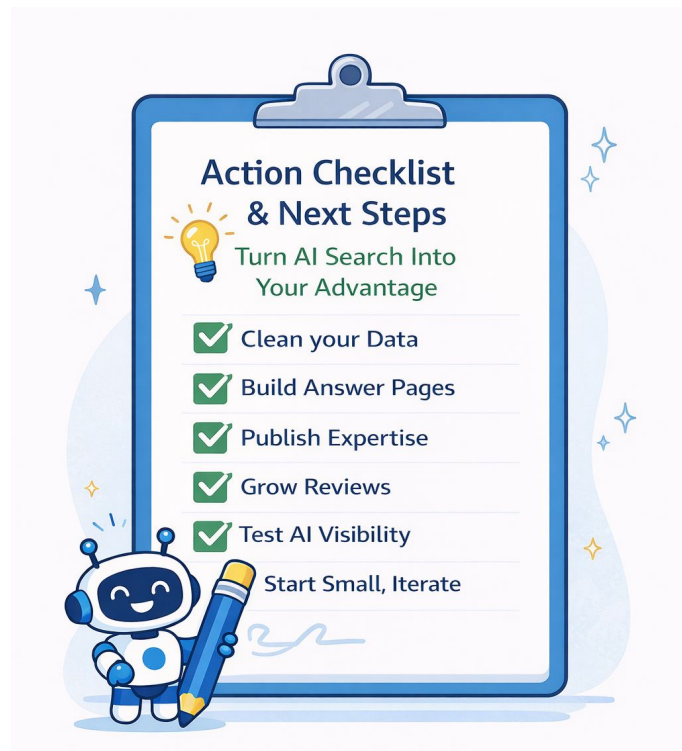 Action Checklist
& Next Steps
Turn AI Search Into
Your Advantage
Clean your Data
Build Answer Pages
Publish Expertise
Grow Reviews
Test AI Visibility
Start Small, Iterate